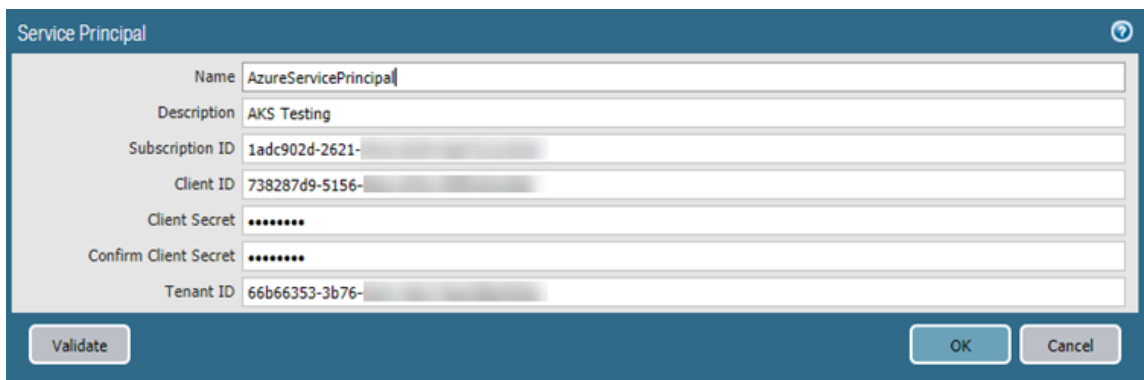 Service Principal
Name AzureServicePrincipal
Description AKS Testing
Subscription ID 1adc902d-2621-
Client ID 738287d9-5156-
Client Secret ••••••••
Confirm Client Secret ••••••••
Tenant ID 66b66353-3b76-
Validate OK Cancel